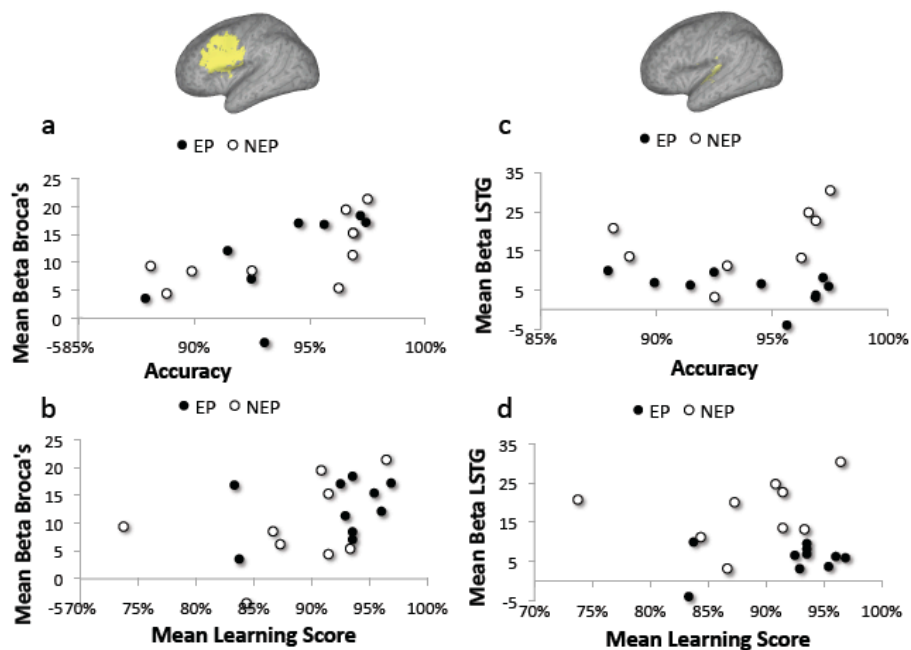 a
● EP ○ NEP
Mean Beta Broca's
25
20
15
10
5
0
-5
85%
90%
95%
100%
Accuracy
c
● EP ○ NEP
Mean Beta LSTG
35
25
15
5
-5
85%
90%
95%
100%
Accuracy
b
● EP ○ NEP
Mean Beta Broca's
25
20
15
10
5
0
-5
70%
75%
80%
85%
90%
95%
100%
Mean Learning Score
d
● EP ○ NEP
Mean Beta LSTG
35
25
15
5
-5
70%
75%
80%
85%
90%
95%
100%
Mean Learning Score